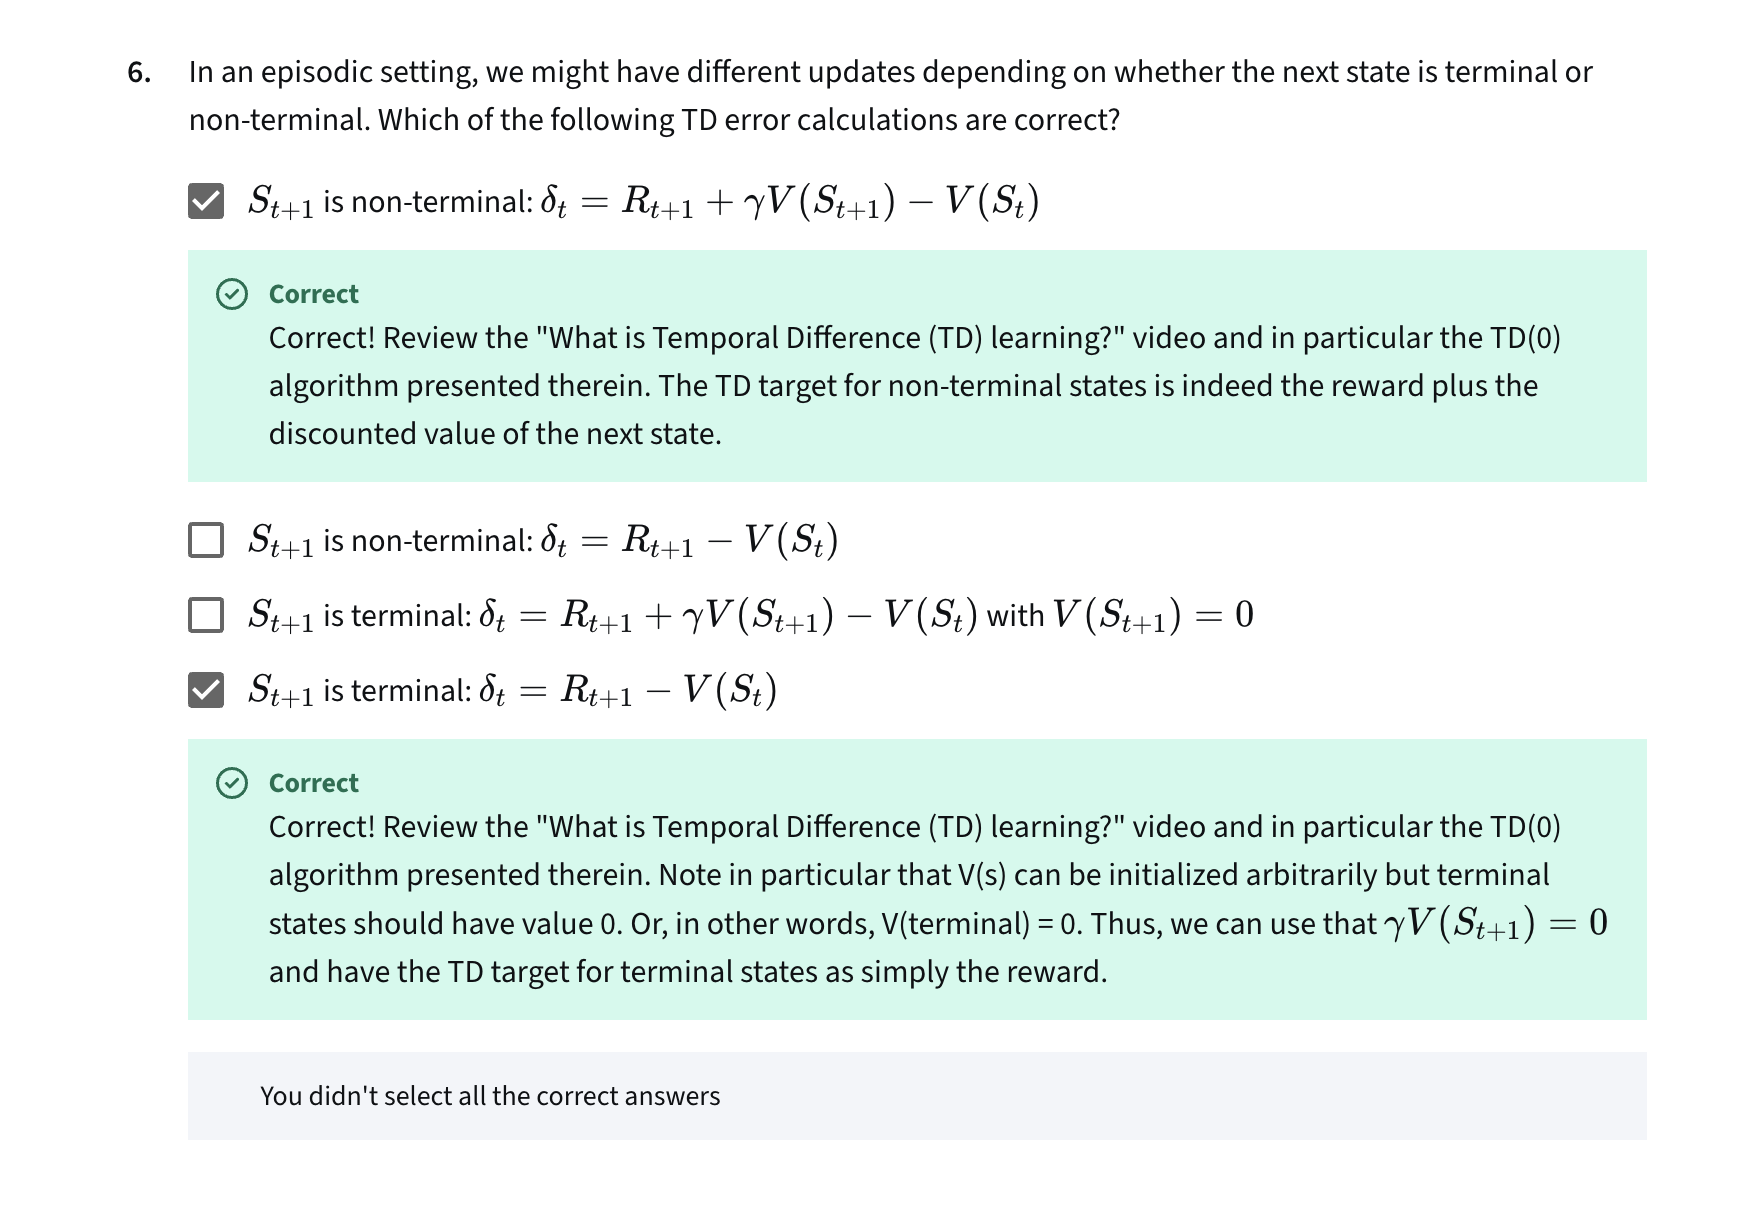 6. In an episodic setting, we might have different updates depending on whether the next state is terminal or
non-terminal. Which of the following TD error calculations are correct?
S_{t+1} is non-terminal: δ_t = R_{t+1} + γV(S_{t+1}) − V(S_t)
Correct
Correct! Review the "What is Temporal Difference (TD) learning?" video and in particular the TD(0)
algorithm presented therein. The TD target for non-terminal states is indeed the reward plus the
discounted value of the next state.
S_{t+1} is non-terminal: δ_t = R_{t+1} − V(S_t)
S_{t+1} is terminal: δ_t = R_{t+1} + γV(S_{t+1}) − V(S_t) with V(S_{t+1}) = 0
S_{t+1} is terminal: δ_t = R_{t+1} − V(S_t)
Correct
Correct! Review the "What is Temporal Difference (TD) learning?" video and in particular the TD(0)
algorithm presented therein. Note in particular that V(s) can be initialized arbitrarily but terminal
states should have value 0. Or, in other words, V(terminal) = 0. Thus, we can use that γV(S_{t+1}) = 0
and have the TD target for terminal states as simply the reward.
You didn't select all the correct answers